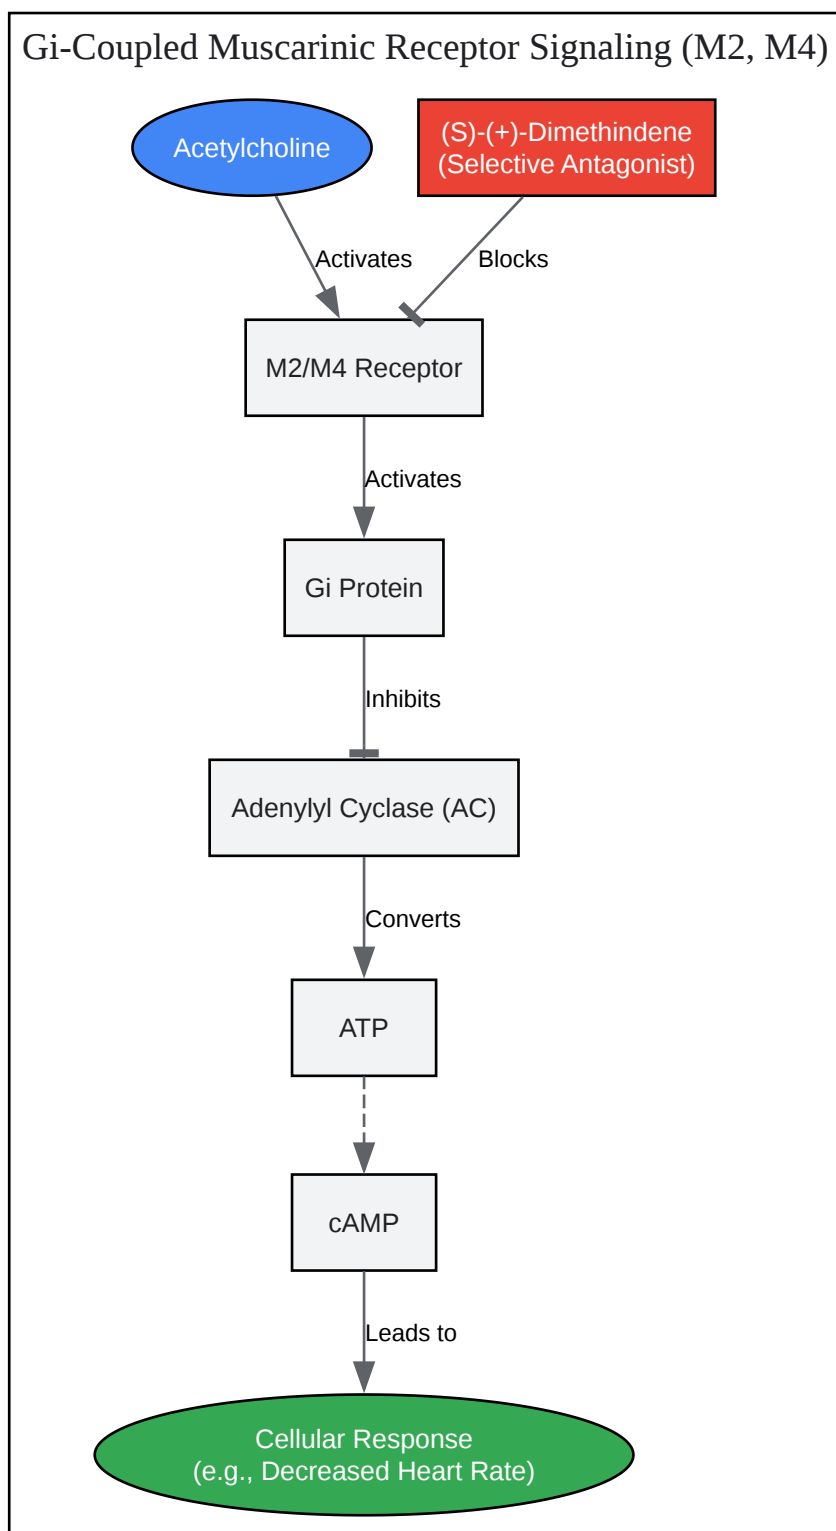 Gi-Coupled Muscarinic Receptor Signaling (M2, M4)
Acetylcholine
(S)-(+)-Dimethindene
(Selective Antagonist)
Activates
Blocks
M2/M4 Receptor
Activates
Gi Protein
Inhibits
Adenylyl Cyclase (AC)
Converts
ATP
cAMP
Leads to
Cellular Response
(e.g., Decreased Heart Rate)